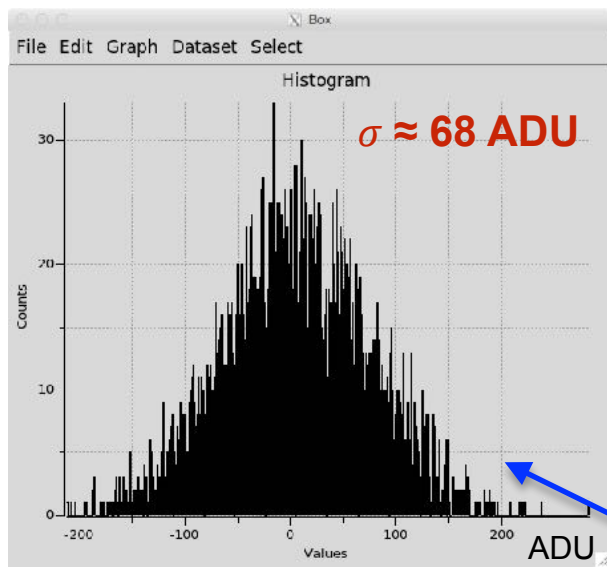 Box
File Edit Graph Dataset Select
Histogram
σ ≈ 68 ADU
30
20
Counts
10
0
-200 -100 0 100 200
Values
ADU